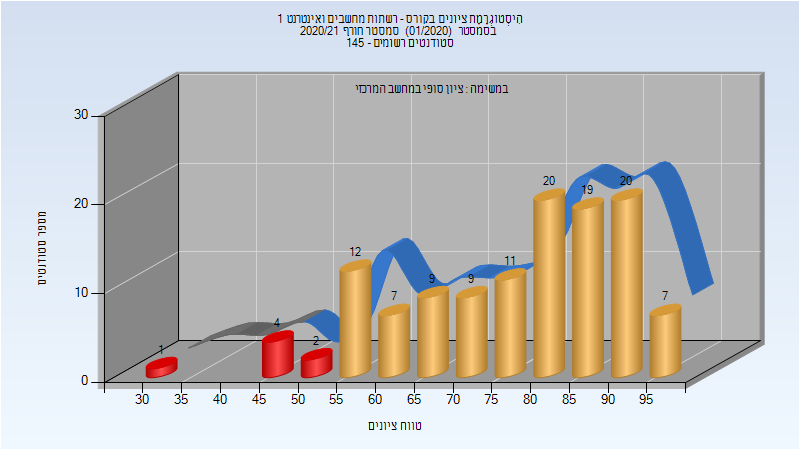 היסטוגרמת ציונים בקורס - רשתות מחשבים ואינטרנט 1
בסמסטר (01/2020) סמסטר חורף 2020/21
סטודנטים רשומים - 145
במשימה : ציון סופי במחשב המרכזי
מספר סטודנטים
30
20
10
0
1
4
2
12
7
9
9
11
20
19
20
7
30 35 40 45 50 55 60 65 70 75 80 85 90 95
טווח ציונים